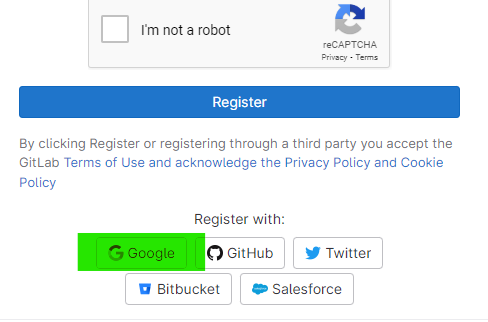 I'm not a robot
reCAPTCHA
Privacy - Terms
Register
By clicking Register or registering through a third party you accept the
GitLab Terms of Use and acknowledge the Privacy Policy and Cookie
Policy
Register with:
Google GitHub Twitter
Bitbucket Salesforce